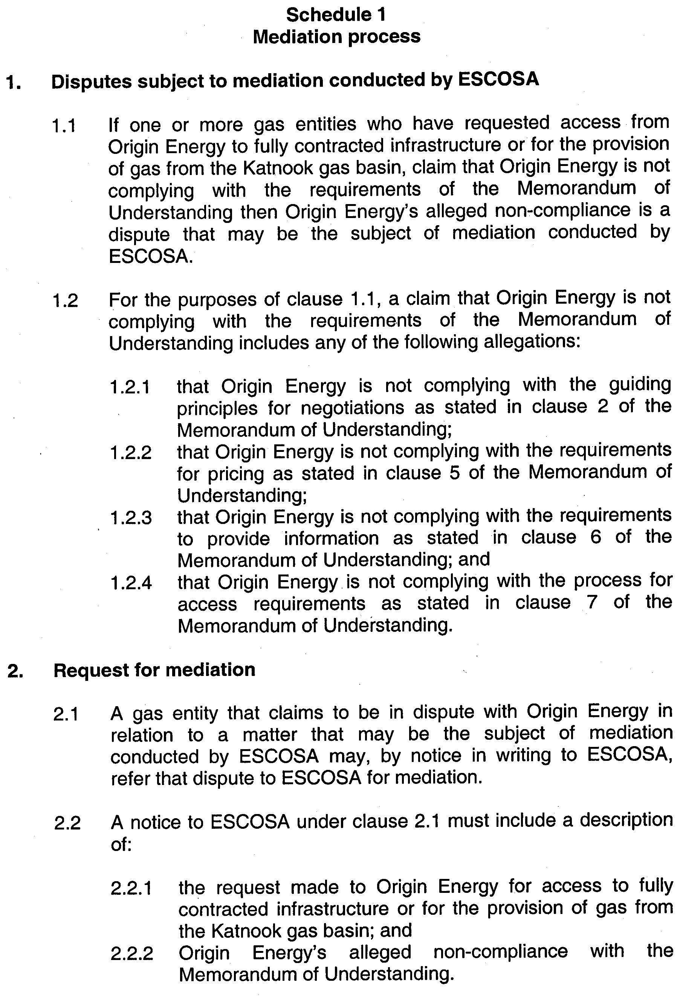 Schedule 1
Mediation process
1. Disputes subject to mediation conducted by ESCOSA
1.1 If one or more gas entities who have requested access from
Origin Energy to fully contracted infrastructure or for the provision
of gas from the Katnook gas basin, claim that Origin Energy is not
complying with the requirements of the Memorandum of
Understanding then Origin Energy's alleged non-compliance is a
dispute that may be the subject of mediation conducted by
ESCOSA.
1.2 For the purposes of clause 1.1, a claim that Origin Energy is not
complying with the requirements of the Memorandum of
Understanding includes any of the following allegations:
1.2.1 that Origin Energy is not complying with the guiding
principles for negotiations as stated in clause 2 of the
Memorandum of Understanding;
1.2.2 that Origin Energy is not complying with the requirements
for pricing as stated in clause 5 of the Memorandum of
Understanding;
1.2.3 that Origin Energy is not complying with the requirements
to provide information as stated in clause 6 of the
Memorandum of Understanding; and
1.2.4 that Origin Energy is not complying with the process for
access requirements as stated in clause 7 of the
Memorandum of Understanding.
2. Request for mediation
2.1 A gas entity that claims to be in dispute with Origin Energy in
relation to a matter that may be the subject of mediation
conducted by ESCOSA may, by notice in writing to ESCOSA,
refer that dispute to ESCOSA for mediation.
2.2 A notice to ESCOSA under clause 2.1 must include a description
of:
2.2.1 the request made to Origin Energy for access to fully
contracted infrastructure or for the provision of gas from
the Katnook gas basin; and
2.2.2 Origin Energy's alleged non-compliance with the
Memorandum of Understanding.